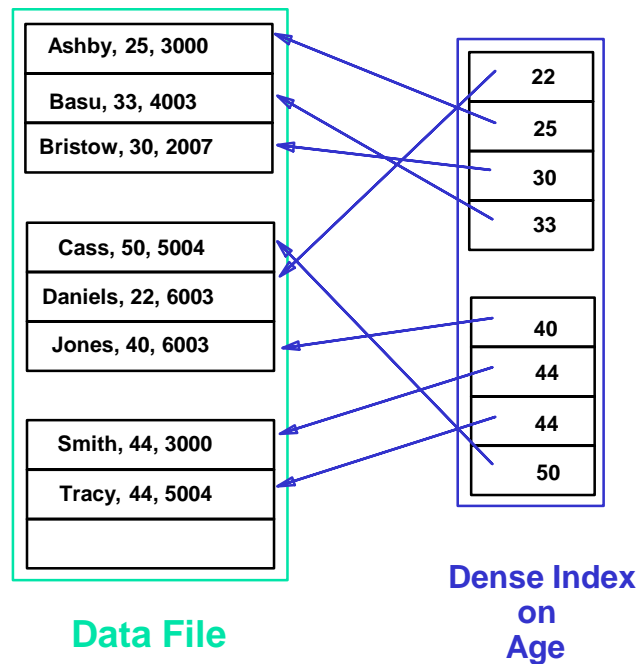 Ashby, 25, 3000
Basu, 33, 4003
Bristow, 30, 2007
Cass, 50, 5004
Daniels, 22, 6003
Jones, 40, 6003
Smith, 44, 3000
Tracy, 44, 5004
Data File
22
25
30
33
40
44
44
50
Dense Index
on
Age